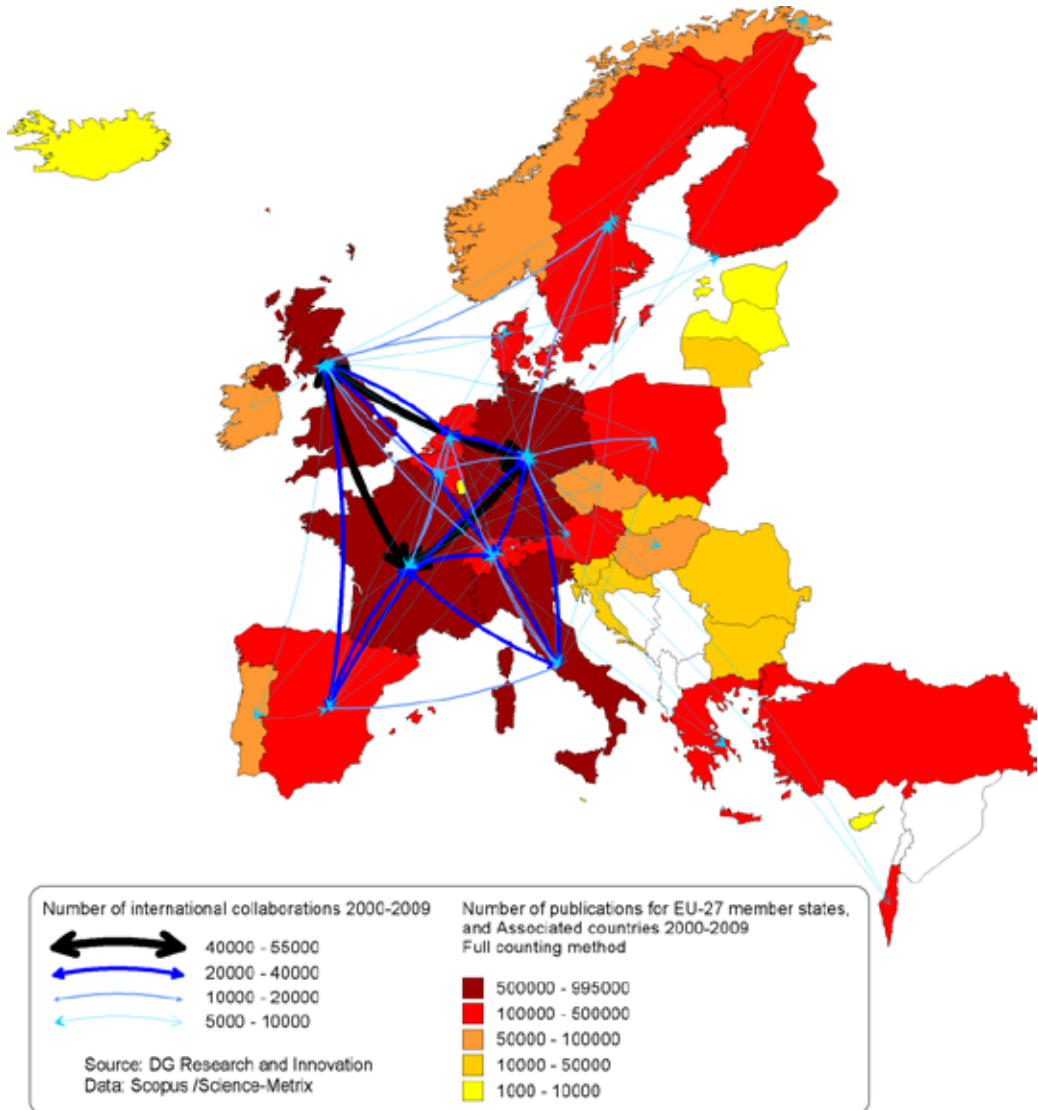 Number of international collaborations 2000-2009
40000 - 55000
20000 - 40000
10000 - 20000
5000 - 10000
Source: DG Research and Innovation
Data: Scopus /Science-Metrix
Number of publications for EU-27 member states,
and Associated countries 2000-2009
Full counting method
500000 - 995000
100000 - 500000
50000 - 100000
10000 - 50000
1000 - 10000